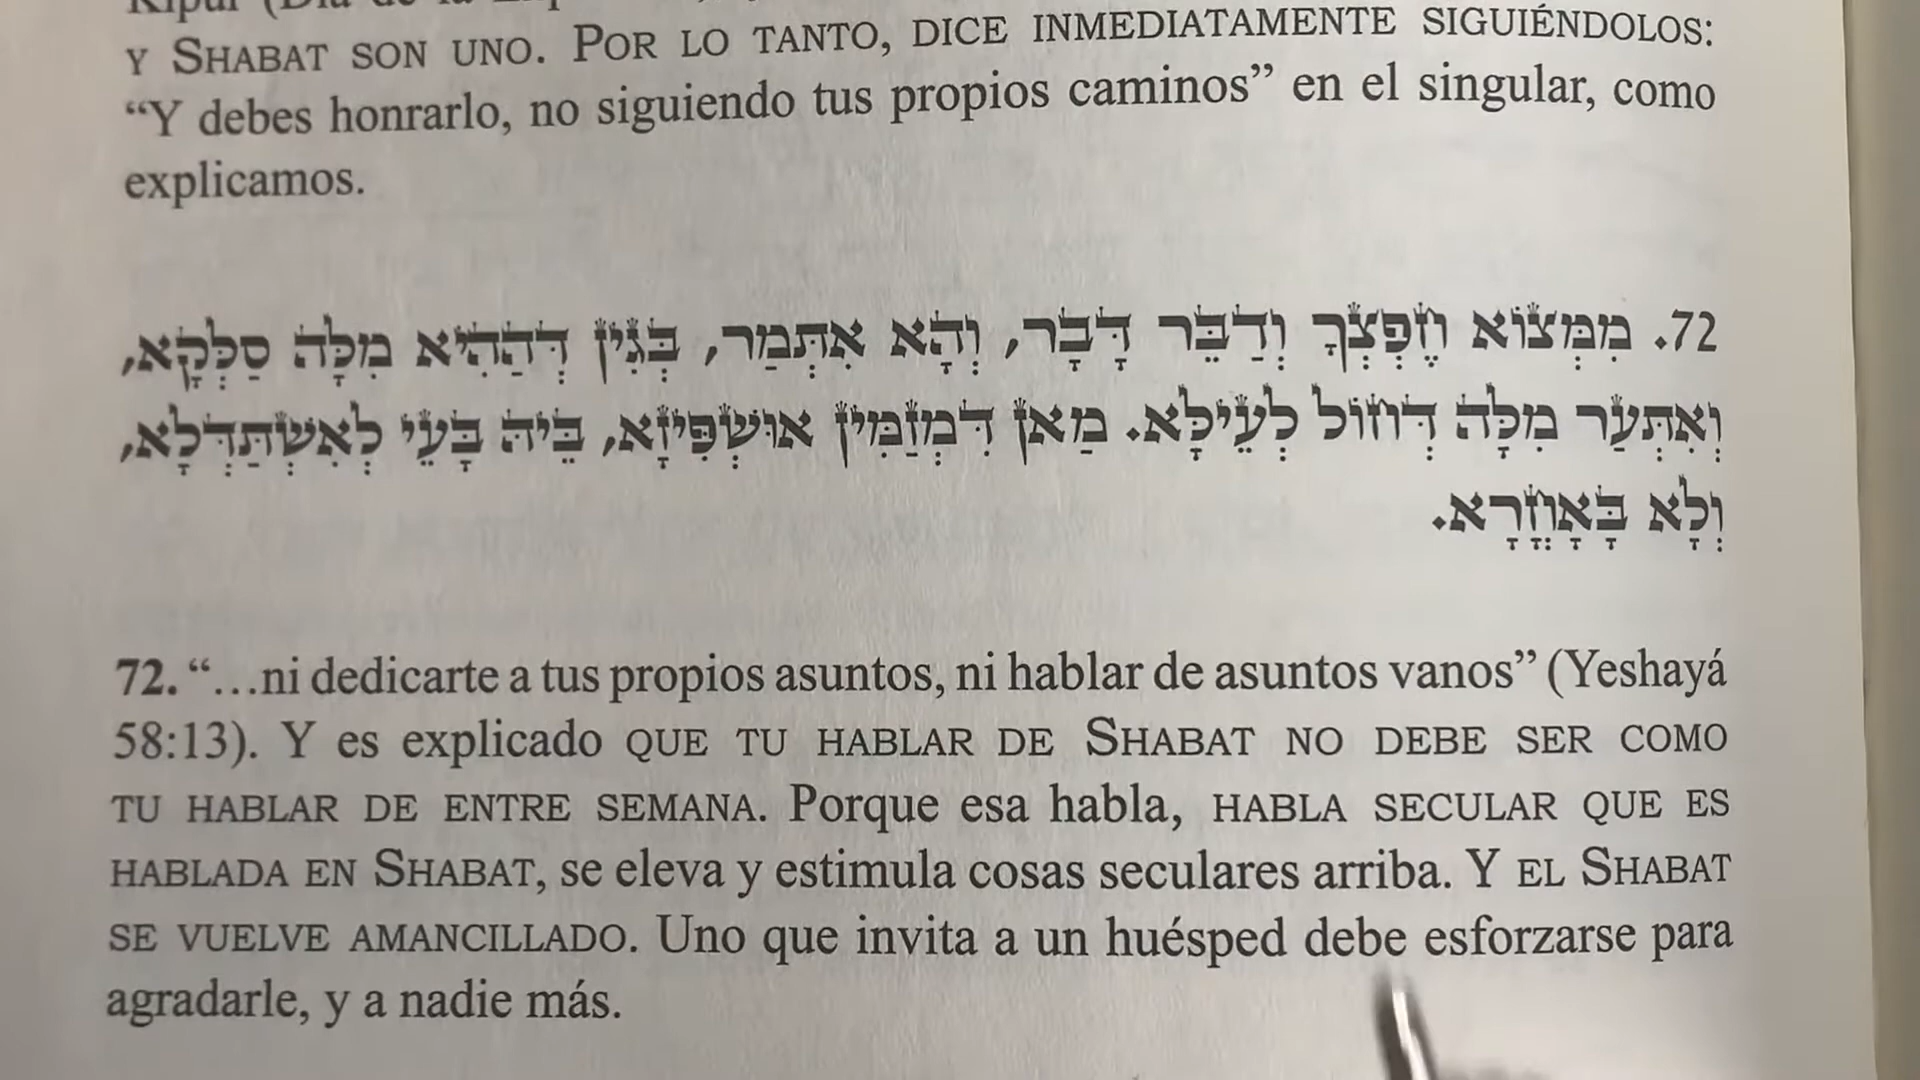 Kipur (Día de la
Y SHABAT SON UNO. POR LO TANTO, DICE INMEDIATAMENTE SIGUIÉNDOLOS:
“Y debes honrarlo, no siguiendo tus propios caminos” en el singular, como
explicamos.
72. מִמְּצוֹא חֶפְצְךָ וְדַבֵּר דָּבָר, וְהָא אִתְּמַר, בְּגִין דְּהַהִיא מִלָּה סַלְּקָא,
וְאִתְּעַר מִלָּה דְּחוֹל לְעֵילָּא. מַאן דִּמְזַמִּין אוּשְׁפִּיזָא, בֵּיהּ בָּעֵי לְאִשְׁתַּדְּלָא,
וְלָא בָּאָחֳרָא.
72. “…ni dedicarte a tus propios asuntos, ni hablar de asuntos vanos” (Yeshayá
58:13). Y es explicado QUE TU HABLAR DE SHABAT NO DEBE SER COMO
TU HABLAR DE ENTRE SEMANA. Porque esa habla, HABLA SECULAR QUE ES
HABLADA EN SHABAT, se eleva y estimula cosas seculares arriba. Y EL SHABAT
SE VUELVE AMANCILLADO. Uno que invita a un huésped debe esforzarse para
agradarle, y a nadie más.